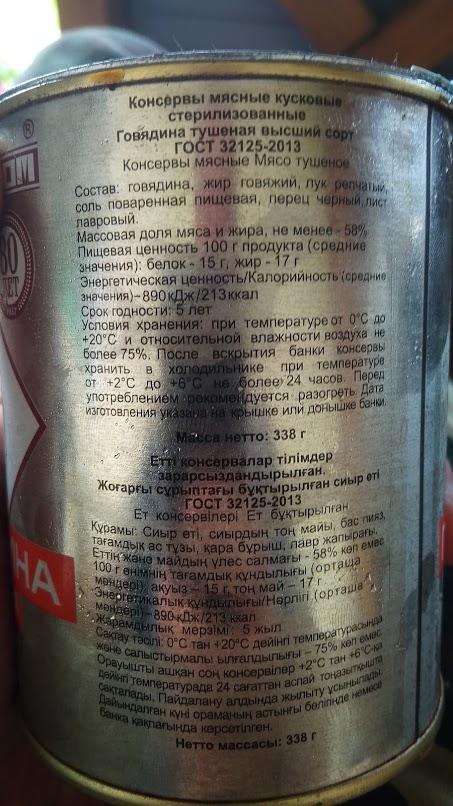 ®
Консервы мясные кусковые
стерилизованные
Говядина тушеная высший сорт
ГОСТ 32125-2013
Консервы мясные Мясо тушеное
Состав: говядина, жир говяжий, лук репчатый,
соль поваренная пищевая, перец черный, лист
лавровый.
Массовая доля мяса и жира, не менее - 58%
Пищевая ценность 100 г продукта (средние
значения): белок - 15 г, жир - 17 г
Энергетическая ценность/Калорийность (средние
значения)–890 кДж/213 ккал
Срок годности: 5 лет
Условия хранения: при температуре от 0°С до
+20°С и относительной влажности воздуха не
более 75%. После вскрытия банки консервы
хранить в холодильнике при температуре
от +2°С до +6°С не более 24 часов. Перед
употреблением рекомендуется разогреть. Дата
изготовления указана на крышке или донышке банки.
Масса нетто: 338 г
Етті консервалар тілімдер
зарарсыздандырылған.
Жоғарғы сұрыптағы бұқтырылған сиыр еті
ГОСТ 32125-2013
Ет консервілері Ет бұқтырылған
Құрамы: Сиыр еті, сиырдың тоң майы, бас пияз,
тағамдық ас тұзы, қара бұрыш, лавр жапырағы.
Еттің және майдың үлес салмағы - 58% көп емес
100 г өнімнің тағамдық құндылығы (орташа
мәндері): ақуыз – 15 г, тоң май – 17 г
Энергетикалық құндылығы/Нәрлігі (орташа
мәндері)–890 кДж/213 ккал
Жарамдылық мерзімі: 5 жыл
Сақтау тәсілі: 0°С тан +20°С дейінгі температурасында
және салыстырмалы ылғалдылығы – 75% көп емес
Орауышты ашқан соң консервілер +2°С тан +6°С-қа
дейінгі температурада 24 сағаттан аспай тоңазытқышта
сақталады. Пайдалану алдында жылыту ұсынылады.
Дайындалған күні ораманың астыңғы бөлігінде немесе
банка қақпағында көрсетілген.
Нетто массасы: 338 г
ОМ
80
ЛЕТ
НА